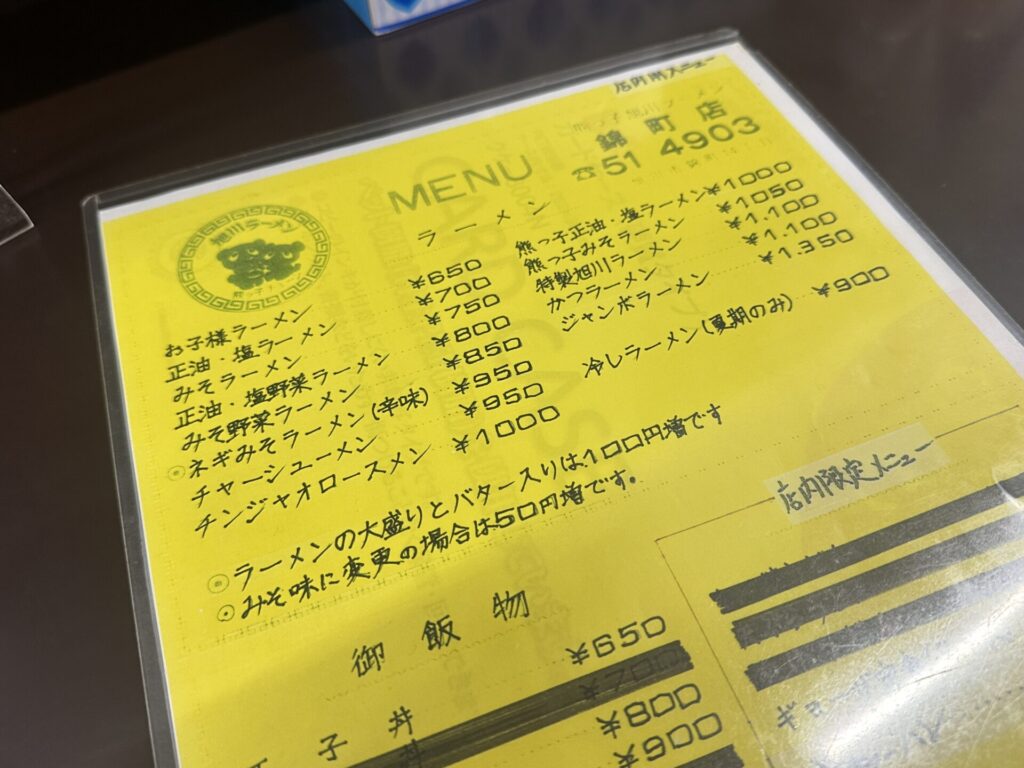 店内用メニュー
錦町店
☎51 4903
MENU
旭川ラーメン
ラーメン
お子様ラーメン ¥650
正油・塩ラーメン ¥700
みそラーメン ¥750
正油・塩野菜ラーメン ¥800
みそ野菜ラーメン ¥850
ネギみそラーメン(辛味) ¥950
チャーシューメン ¥950
チンジャオロースメン ¥1000
熊っ子正油・塩ラーメン ¥1000
熊っ子みそラーメン 1050
特製旭川ラーメン ¥1.100
かつラーメン ¥1.100
ジャンボラーメン ¥1.350
冷しラーメン(夏期のみ) ¥900
◉ラーメンの大盛りとバター入りは100円増です
◉みそ味に変更の場合は50円増です。
御飯物
子丼 ¥650
丼
¥800
¥900
店内限定メニュー